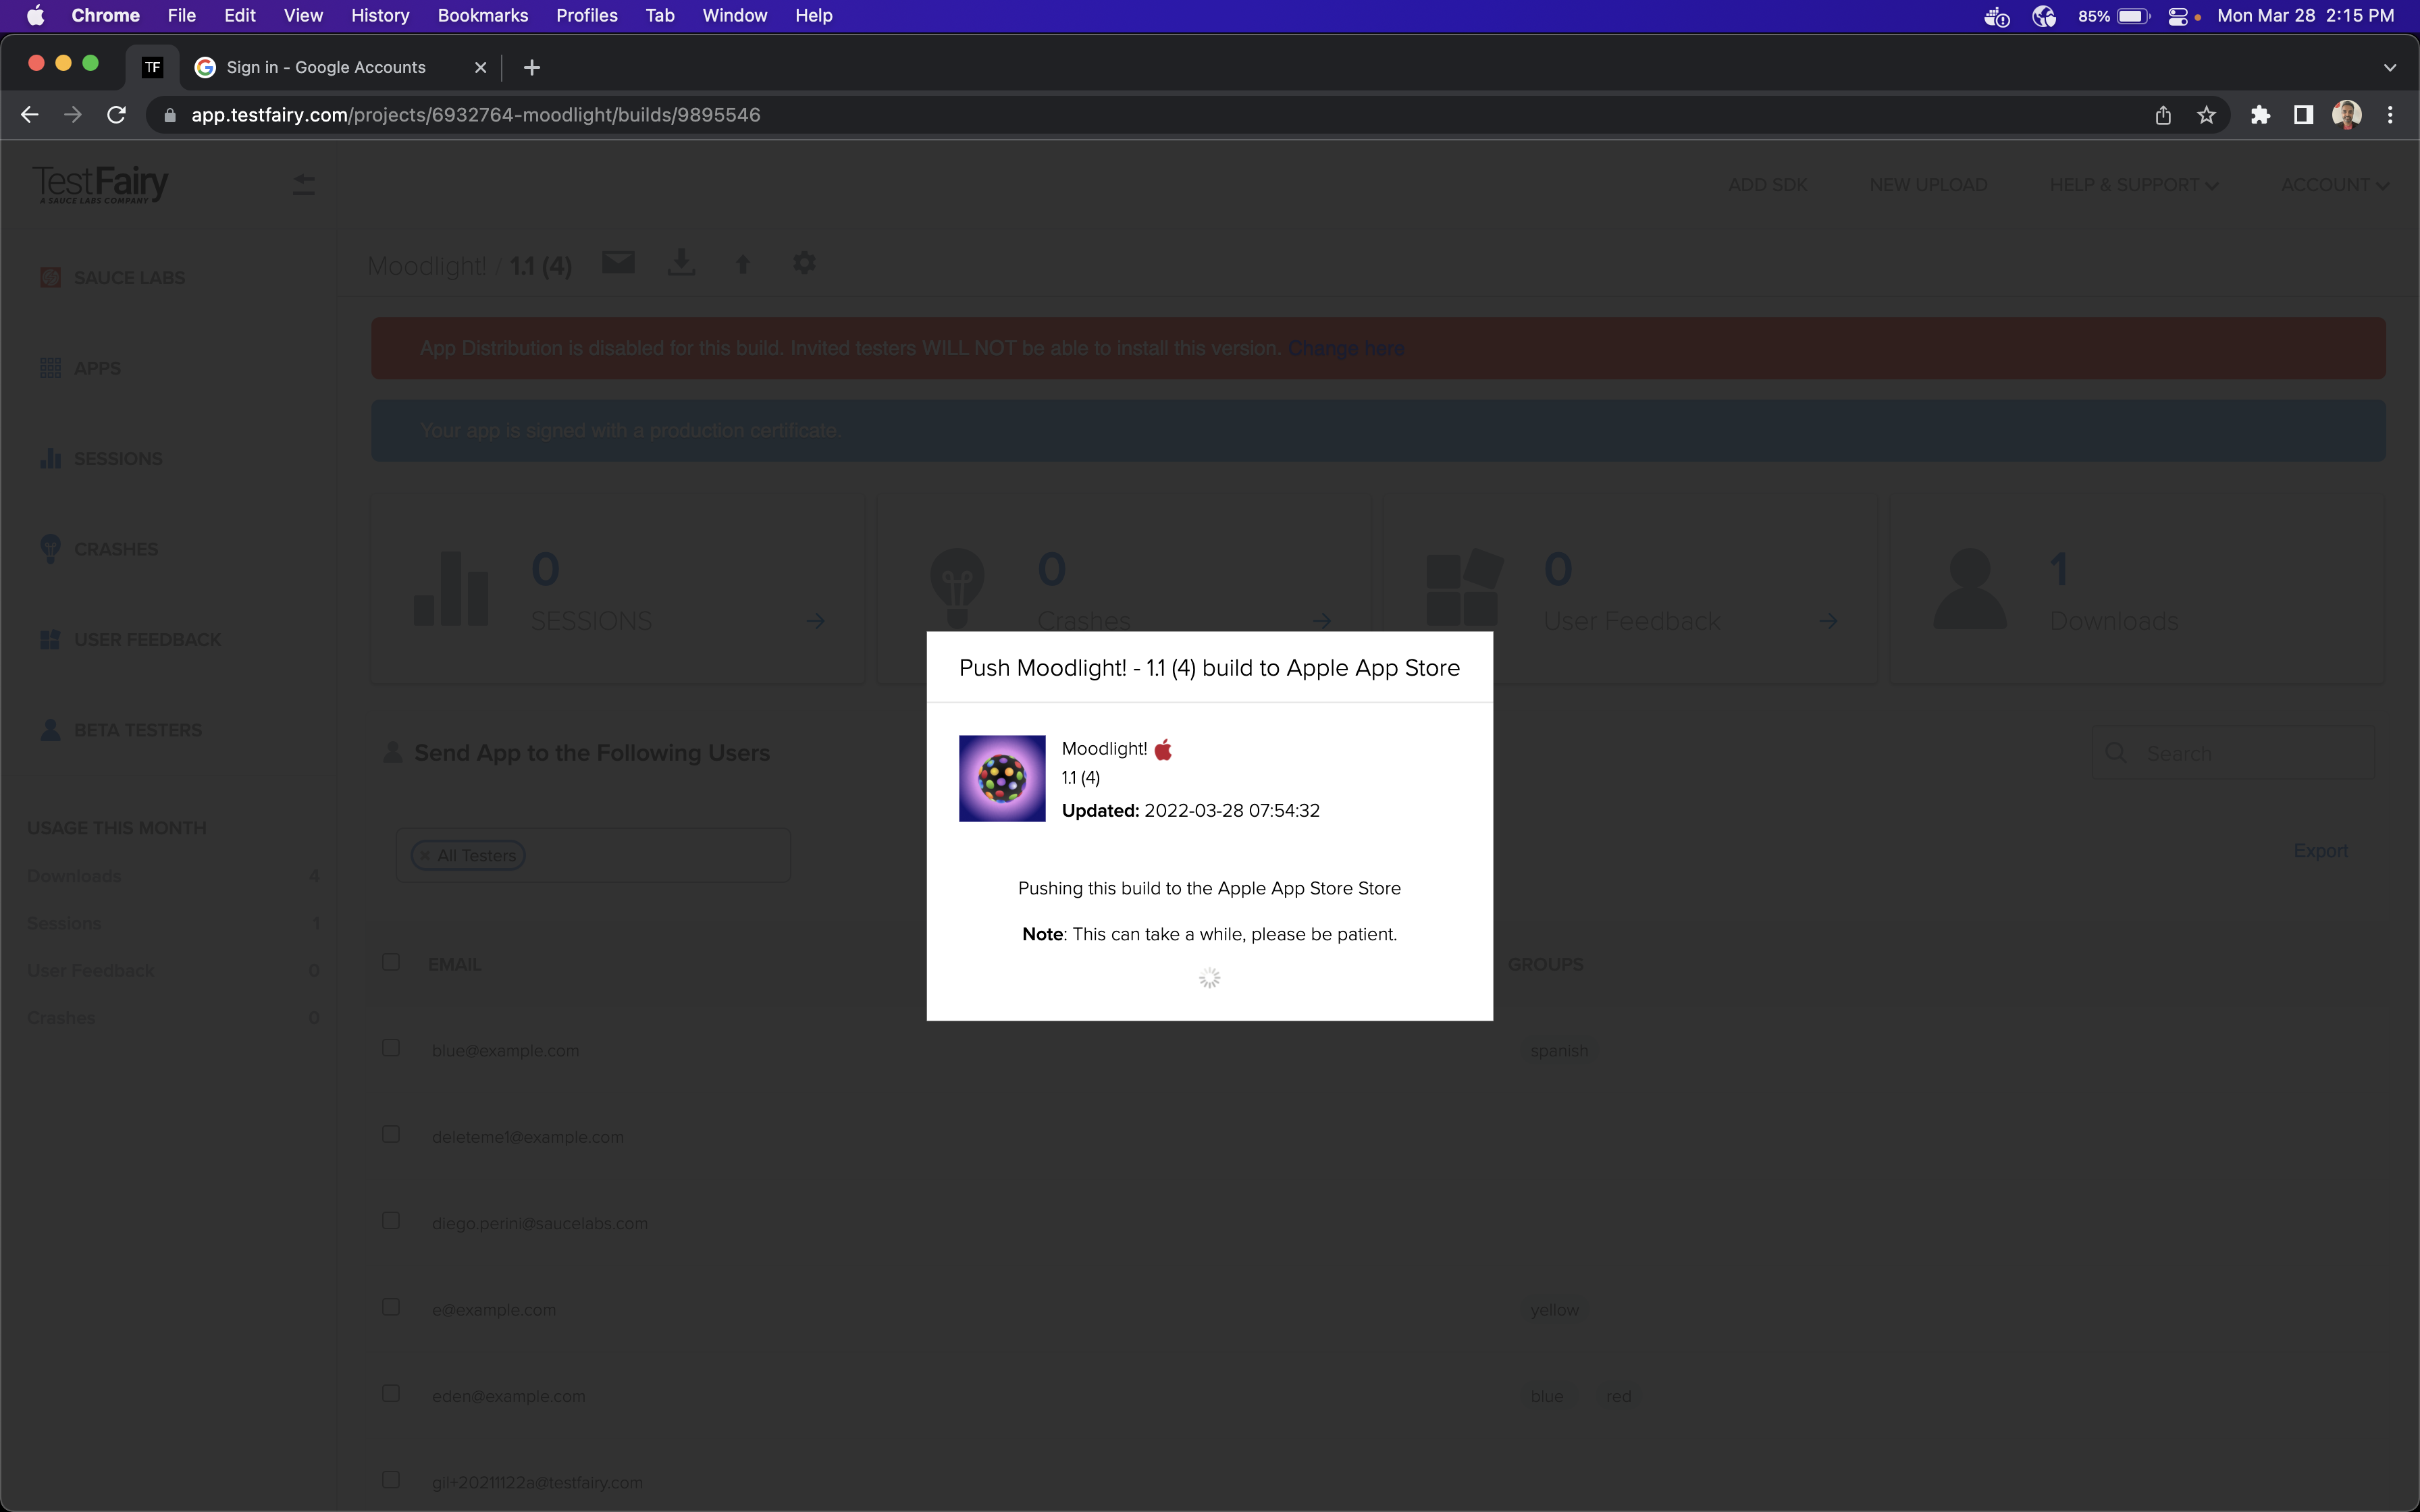 Chrome File Edit View History Bookmarks Profiles Tab Window Help 85% Mon Mar 28 2:15 PM
TF Sign in - Google Accounts
app.testfairy.com/projects/6932764-moodlight/builds/9895546
TestFairy
A SAUCE LABS COMPANY
ADD SDK NEW UPLOAD HELP & SUPPORT ACCOUNT
Moodlight! / 1.1 (4)
SAUCE LABS
APPS
SESSIONS
CRASHES
USER FEEDBACK
BETA TESTERS
USAGE THIS MONTH
Downloads 4
Sessions 1
User Feedback 0
Crashes 0
App Distribution is disabled for this build. Invited testers WILL NOT be able to install this version. Change here
Your app is signed with a production certificate.
0
SESSIONS
0
Crashes
0
User Feedback
1
Downloads
Send App to the Following Users
Search
× All Testers
Export
EMAIL GROUPS
blue@example.com spanish
deleteme1@example.com
diego.perini@saucelabs.com
e@example.com yellow
eden@example.com blue red
gil+20211122a@testfairy.com
Push Moodlight! - 1.1 (4) build to Apple App Store
Moodlight!
1.1 (4)
Updated: 2022-03-28 07:54:32
Pushing this build to the Apple App Store Store
Note: This can take a while, please be patient.